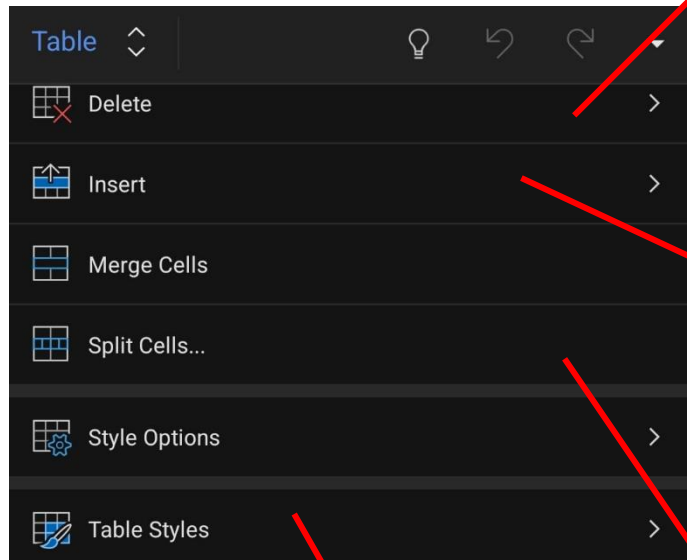 Table
Delete
Insert
Merge Cells
Split Cells...
Style Options
Table Styles